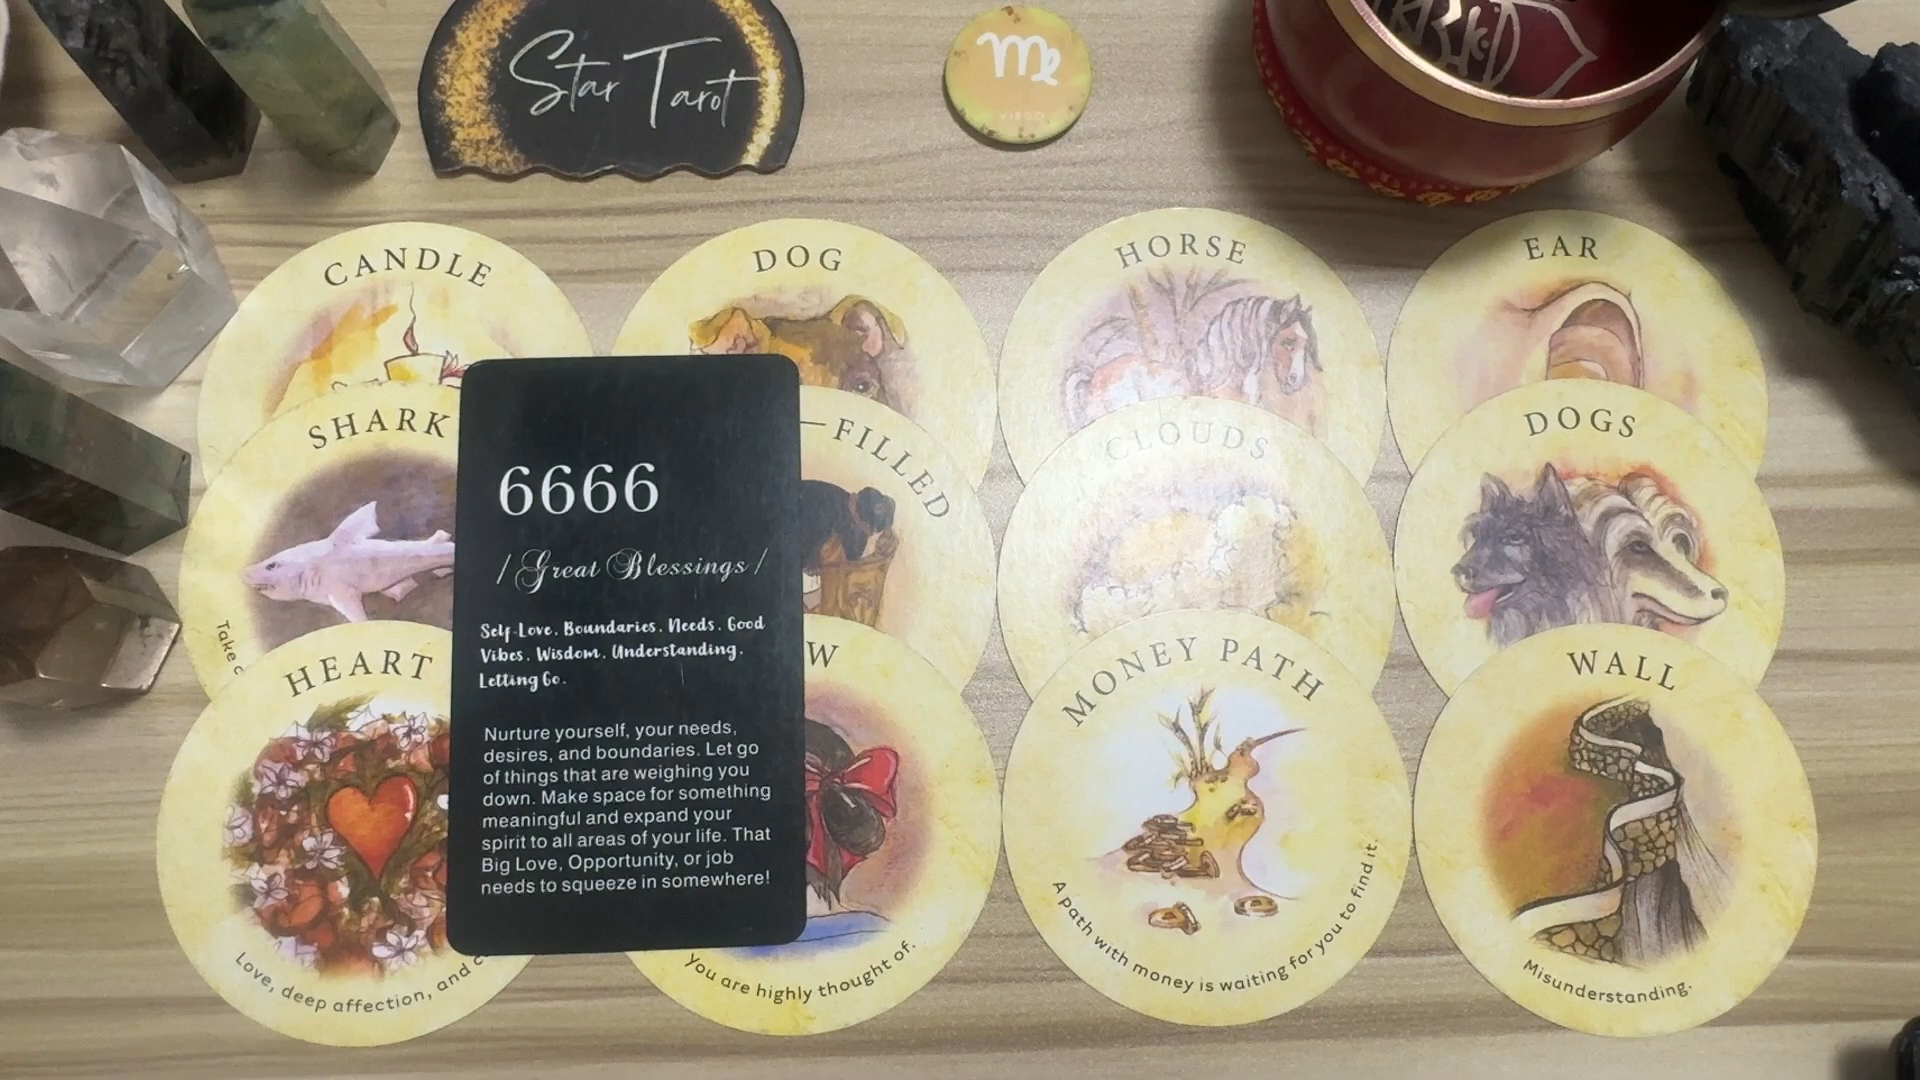 Star Tarot
VIRGO
CANDLE
DOG
HORSE
EAR
SHARK
—FILLED
CLOUDS
DOGS
Take
HEART
W
MONEY PATH
WALL
6666
/Great Blessings/
Self-Love. Boundaries. Needs. Good
Vibes. Wisdom. Understanding.
Letting Go.
Nurture yourself, your needs,
desires, and boundaries. Let go
of things that are weighing you
down. Make space for something
meaningful and expand your
spirit to all areas of your life. That
Big Love, Opportunity, or job
needs to squeeze in somewhere!
Love, deep affection, and
You are highly thought of.
A path with money is waiting for you to find it.
Misunderstanding.